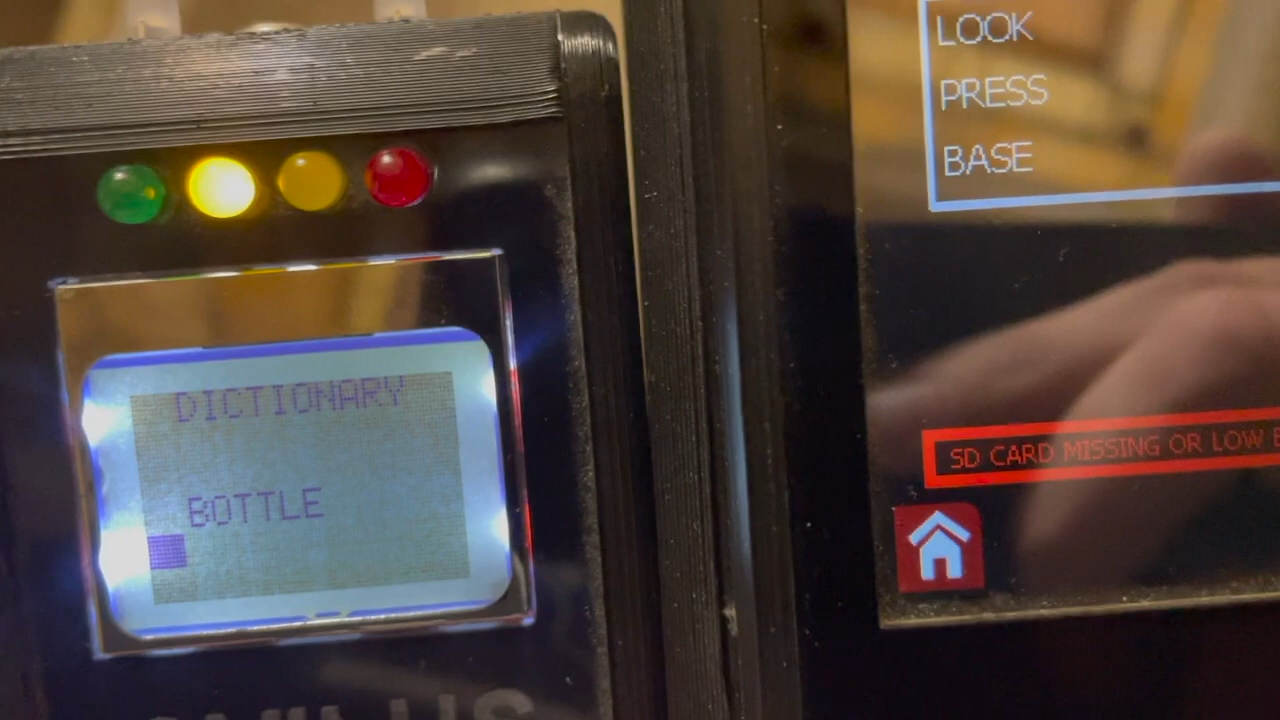 DICTIONARY
BOTTLE
LOOK
PRESS
BASE
SD CARD MISSING OR LOW